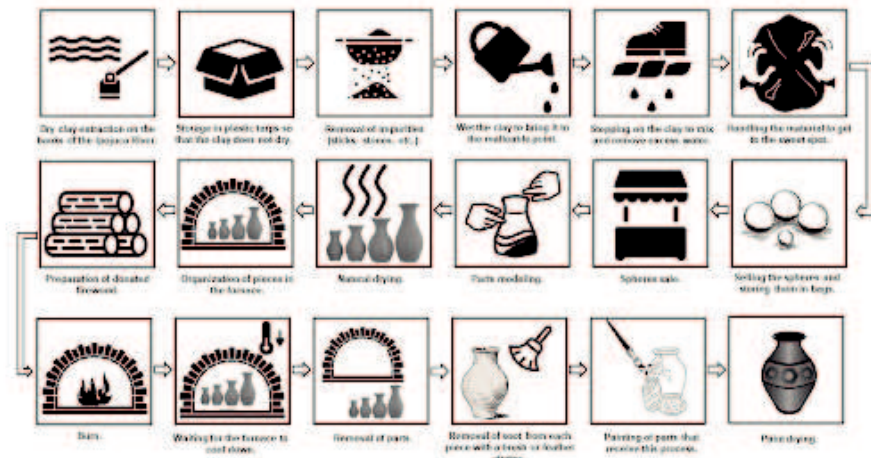 Dry clay extraction on the
banks of the Ipojuca River.
Storage in plastic tarps so
that the clay does not dry.
Removal of impurities
(sticks, stones, etc.)
Wet the clay to bring it to
the malleable point.
Stepping on the clay to mix
and remove excess water.
Handling the material to get
to the sweet spot.
Preparation of donated
firewood.
Organization of pieces in
the furnace.
Natural drying.
Parts modeling.
Spheres sale.
the spheres and
storing them in bags.
Burn.
Waiting for the furnace to
cool down.
Removal of parts.
Removal of soot from each
piece with a brush or feather
Painting of parts that
receive this process.
Paint drying.